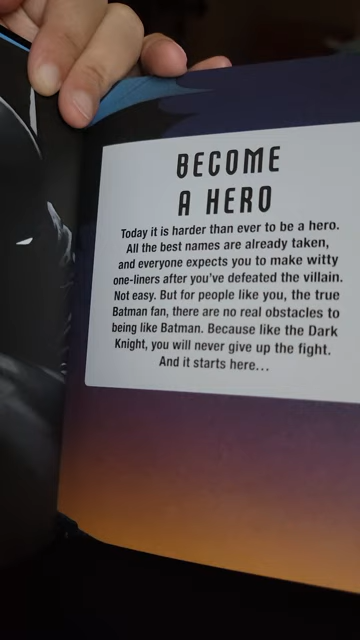 BECOME
A HERO
Today it is harder than ever to be a hero.
All the best names are already taken,
and everyone expects you to make witty
one-liners after you've defeated the villain.
Not easy. But for people like you, the true
Batman fan, there are no real obstacles to
being like Batman. Because like the Dark
Knight, you will never give up the fight.
And it starts here...